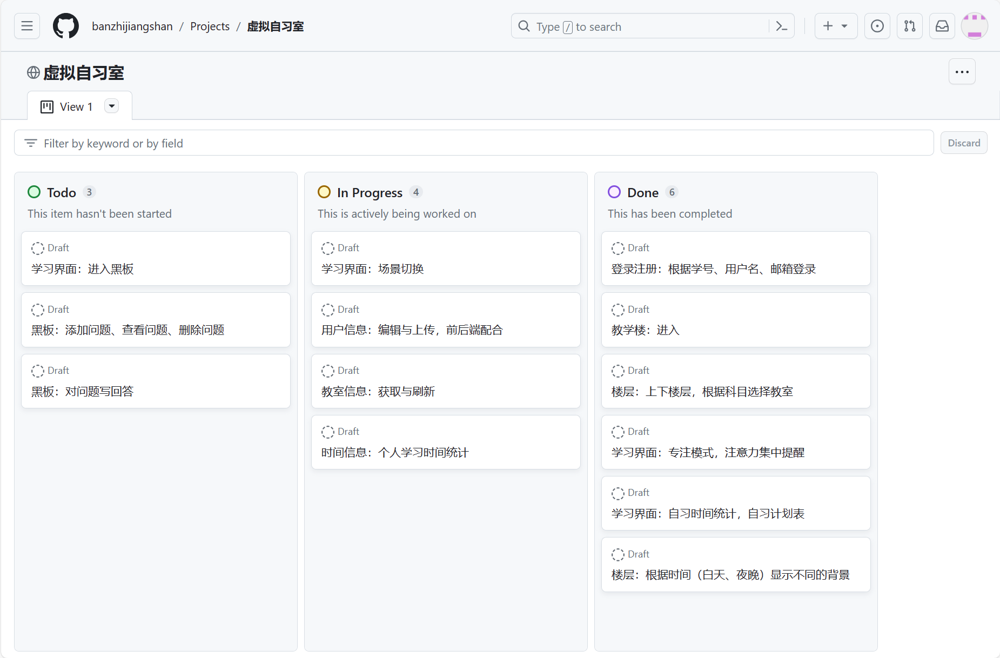 banzhijiangshan / Projects / 虚拟自习室
Type / to search
虚拟自习室
View 1
Filter by keyword or by field
Discard
Todo 3
This item hasn't been started
Draft
学习界面：进入黑板
Draft
黑板：添加问题、查看问题、删除问题
Draft
黑板：对问题写回答
In Progress 4
This is actively being worked on
Draft
学习界面：场景切换
Draft
用户信息：编辑与上传，前后端配合
Draft
教室信息：获取与刷新
Draft
时间信息：个人学习时间统计
Done 6
This has been completed
Draft
登录注册：根据学号、用户名、邮箱登录
Draft
教学楼：进入
Draft
楼层：上下楼层，根据科目选择教室
Draft
学习界面：专注模式，注意力集中提醒
Draft
学习界面：自习时间统计，自习计划表
Draft
楼层：根据时间（白天、夜晚）显示不同的背景